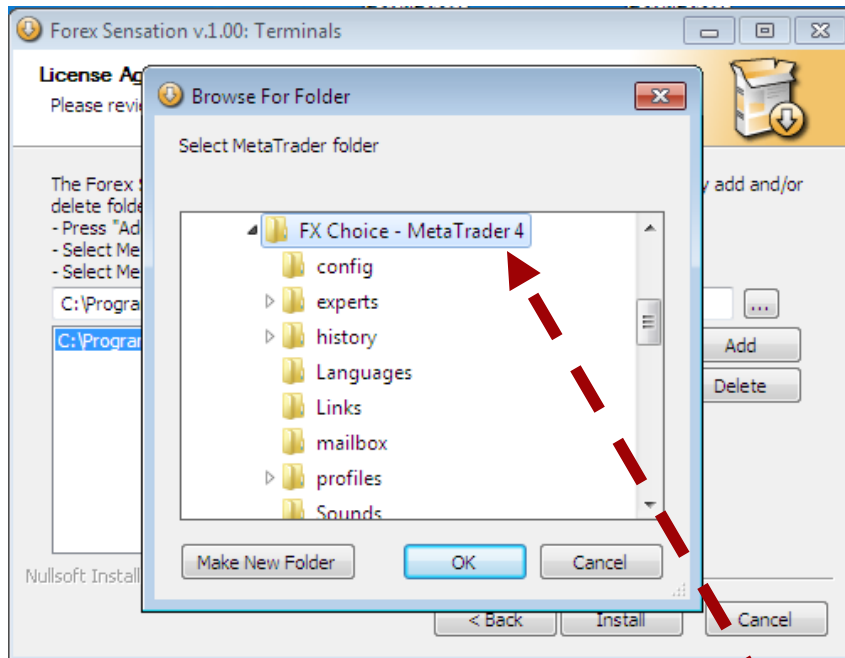 Forex Sensation v.1.00: Terminals
License Ag
Please revi
Browse For Folder
Select MetaTrader folder
The Forex
y add and/or
delete folde
- Press "Ad
- Select Me
- Select Me
C:\Progra
...
C:\Program
Add
Delete
FX Choice - MetaTrader 4
config
experts
history
Languages
Links
mailbox
profiles
Sounds
Make New Folder
OK
Cancel
Nullsoft Install
< Back
Install
Cancel